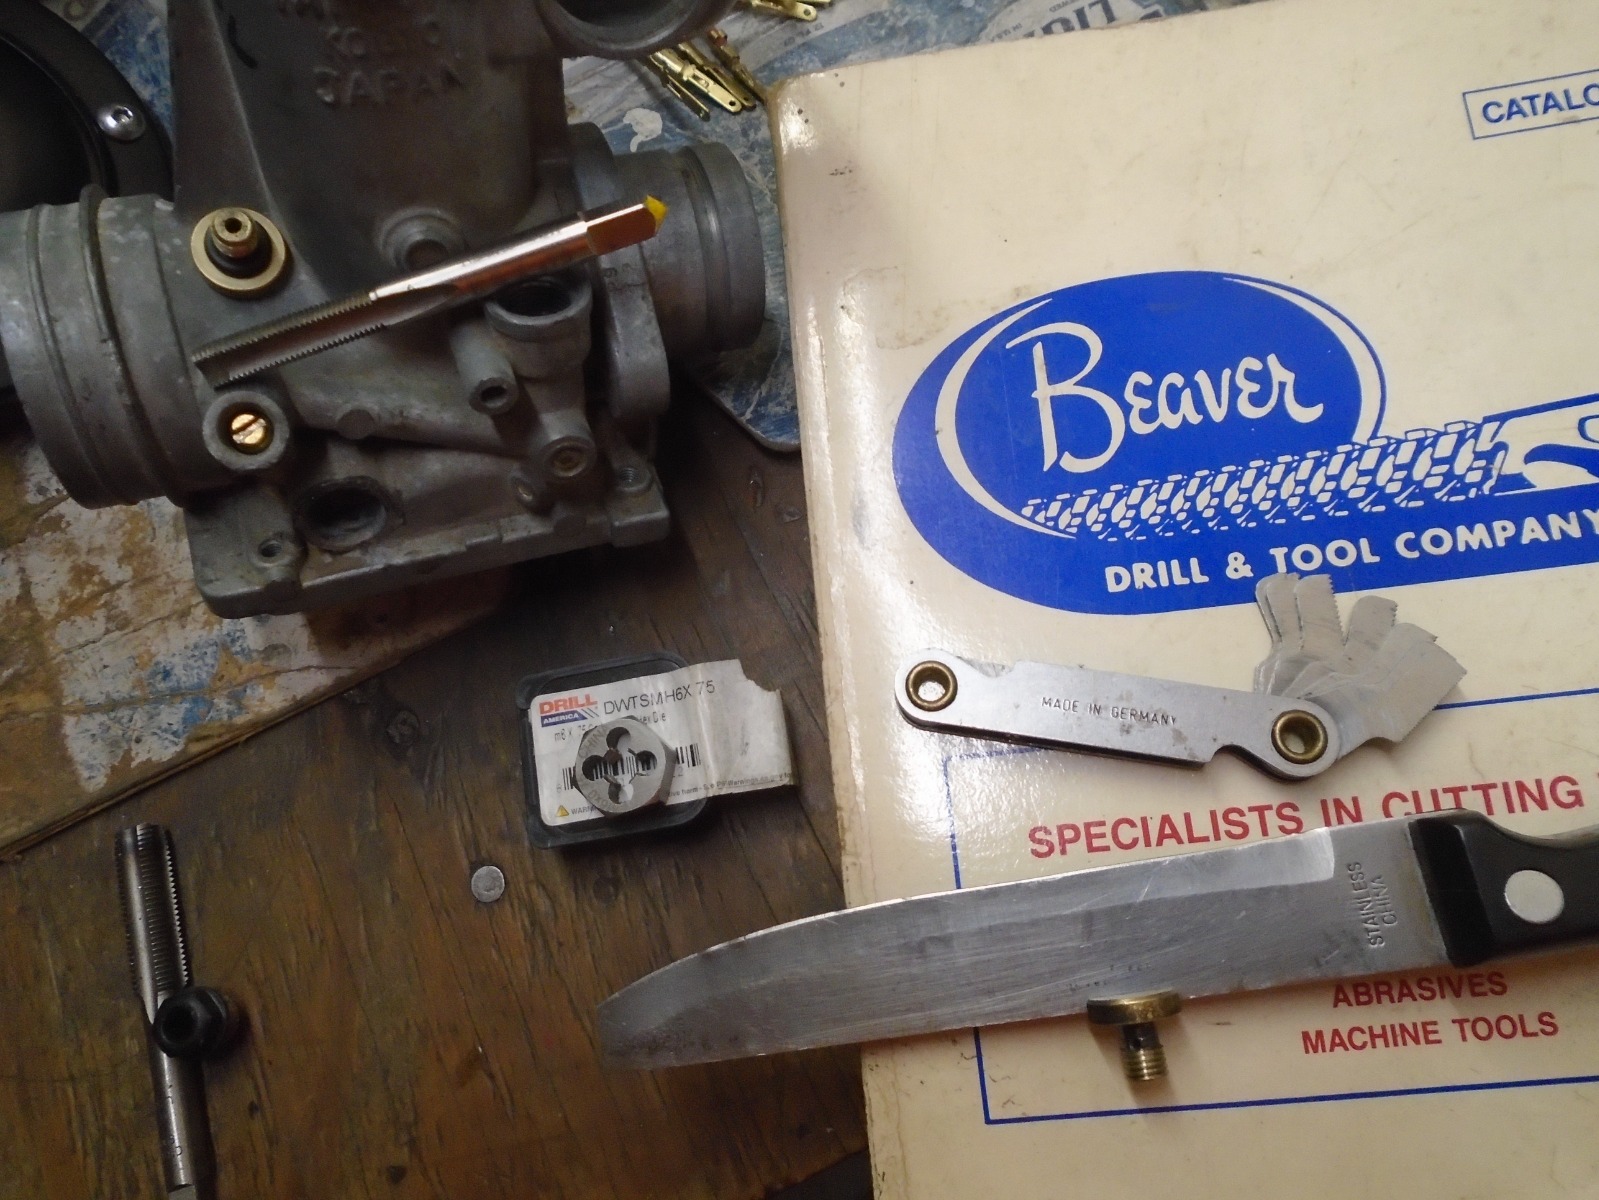 JAPAN
CATALO
Beaver
DRILL & TOOL COMPANY
MADE IN GERMANY
SPECIALISTS IN CUTTING
STAINLESS
CHINA
ABRASIVES
MACHINE TOOLS
DRILL
AMERICA
DWTSMH6X 75